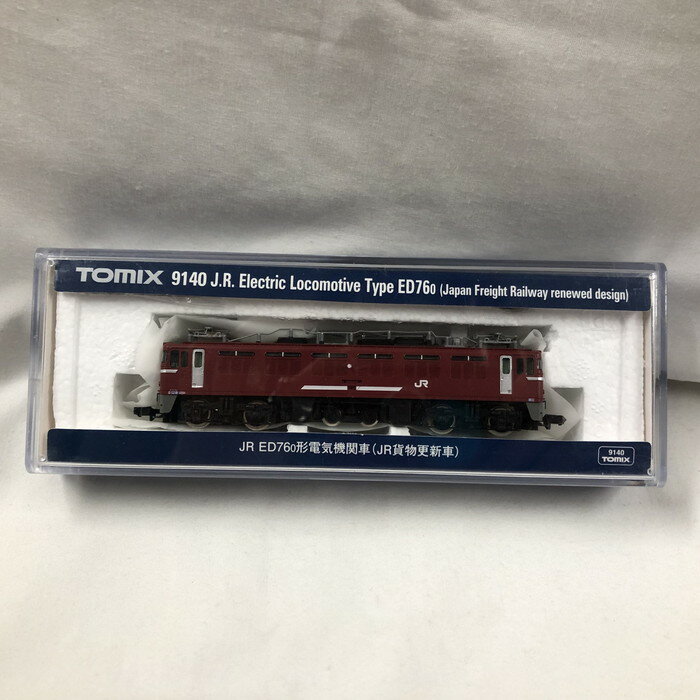 TOMIX 9140 J.R. Electric Locomotive Type ED76₀ (Japan Freight Railway renewed design)
JR
JR ED76₀形電気機関車(JR貨物更新車)
9140
TOMIX